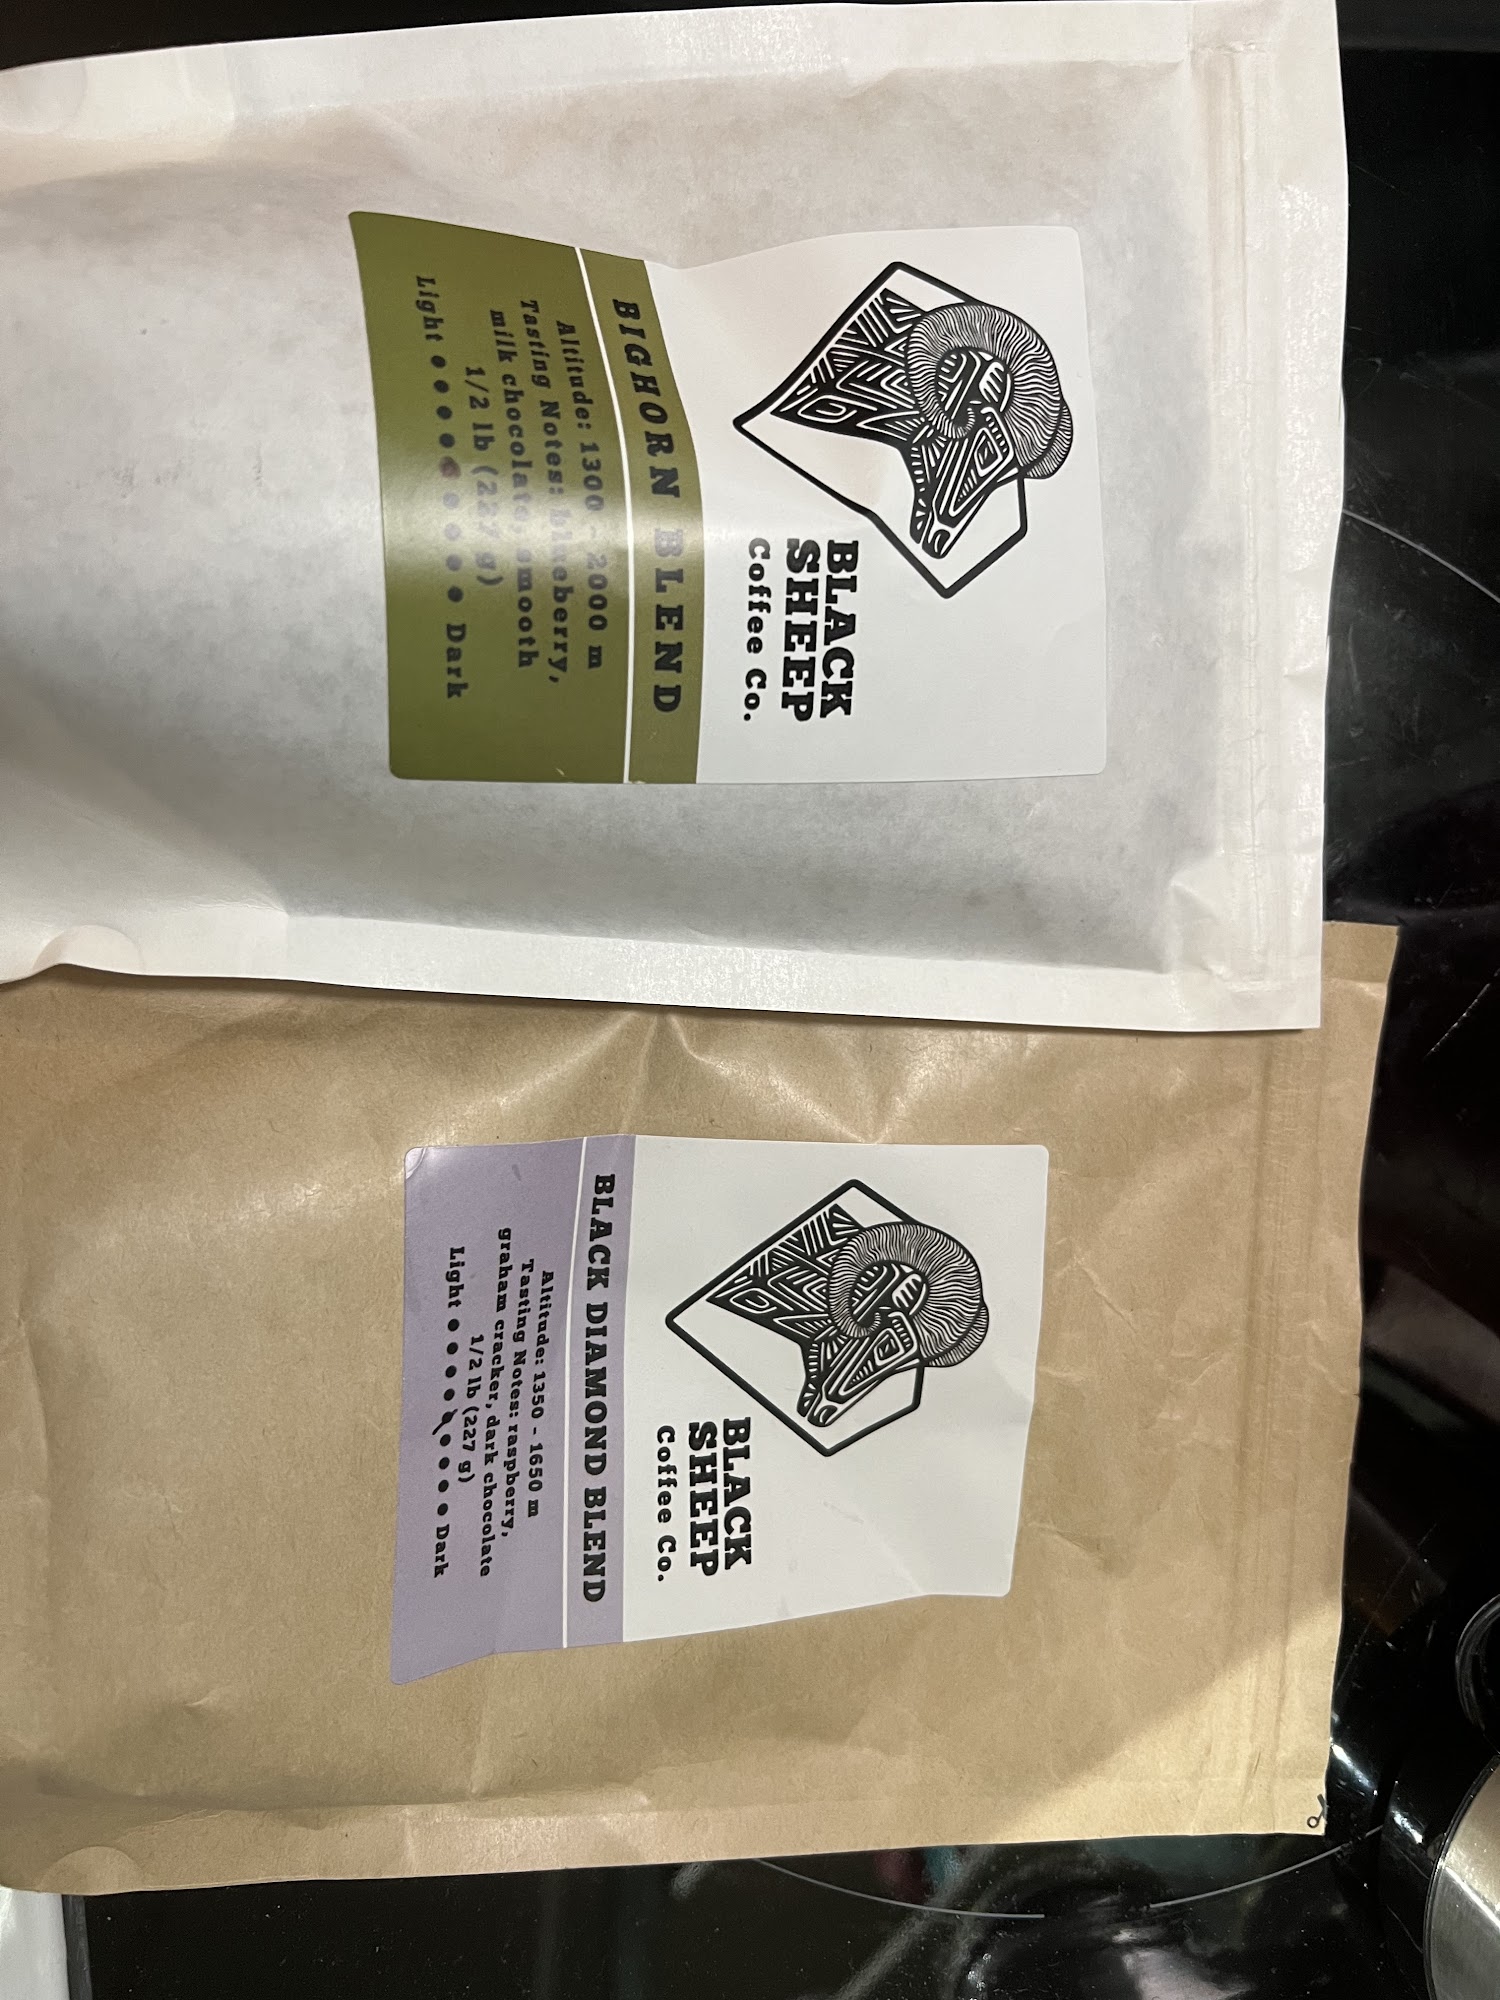 BLACK
SHEEP
Coffee Co.
BIGHORN BLEND
Altitude: 1300 - 2000 m
Tasting Notes: blueberry,
milk chocolate, smooth
1/2 lb (227 g)
Light ● ● ● ● ● ● ● ● ● Dark
BLACK
SHEEP
Coffee Co.
BLACK DIAMOND BLEND
Altitude: 1350 - 1650 m
Tasting Notes: raspberry,
graham cracker, dark chocolate
1/2 lb (227 g)
Light ● ● ● ● ● ● ● ● ● Dark